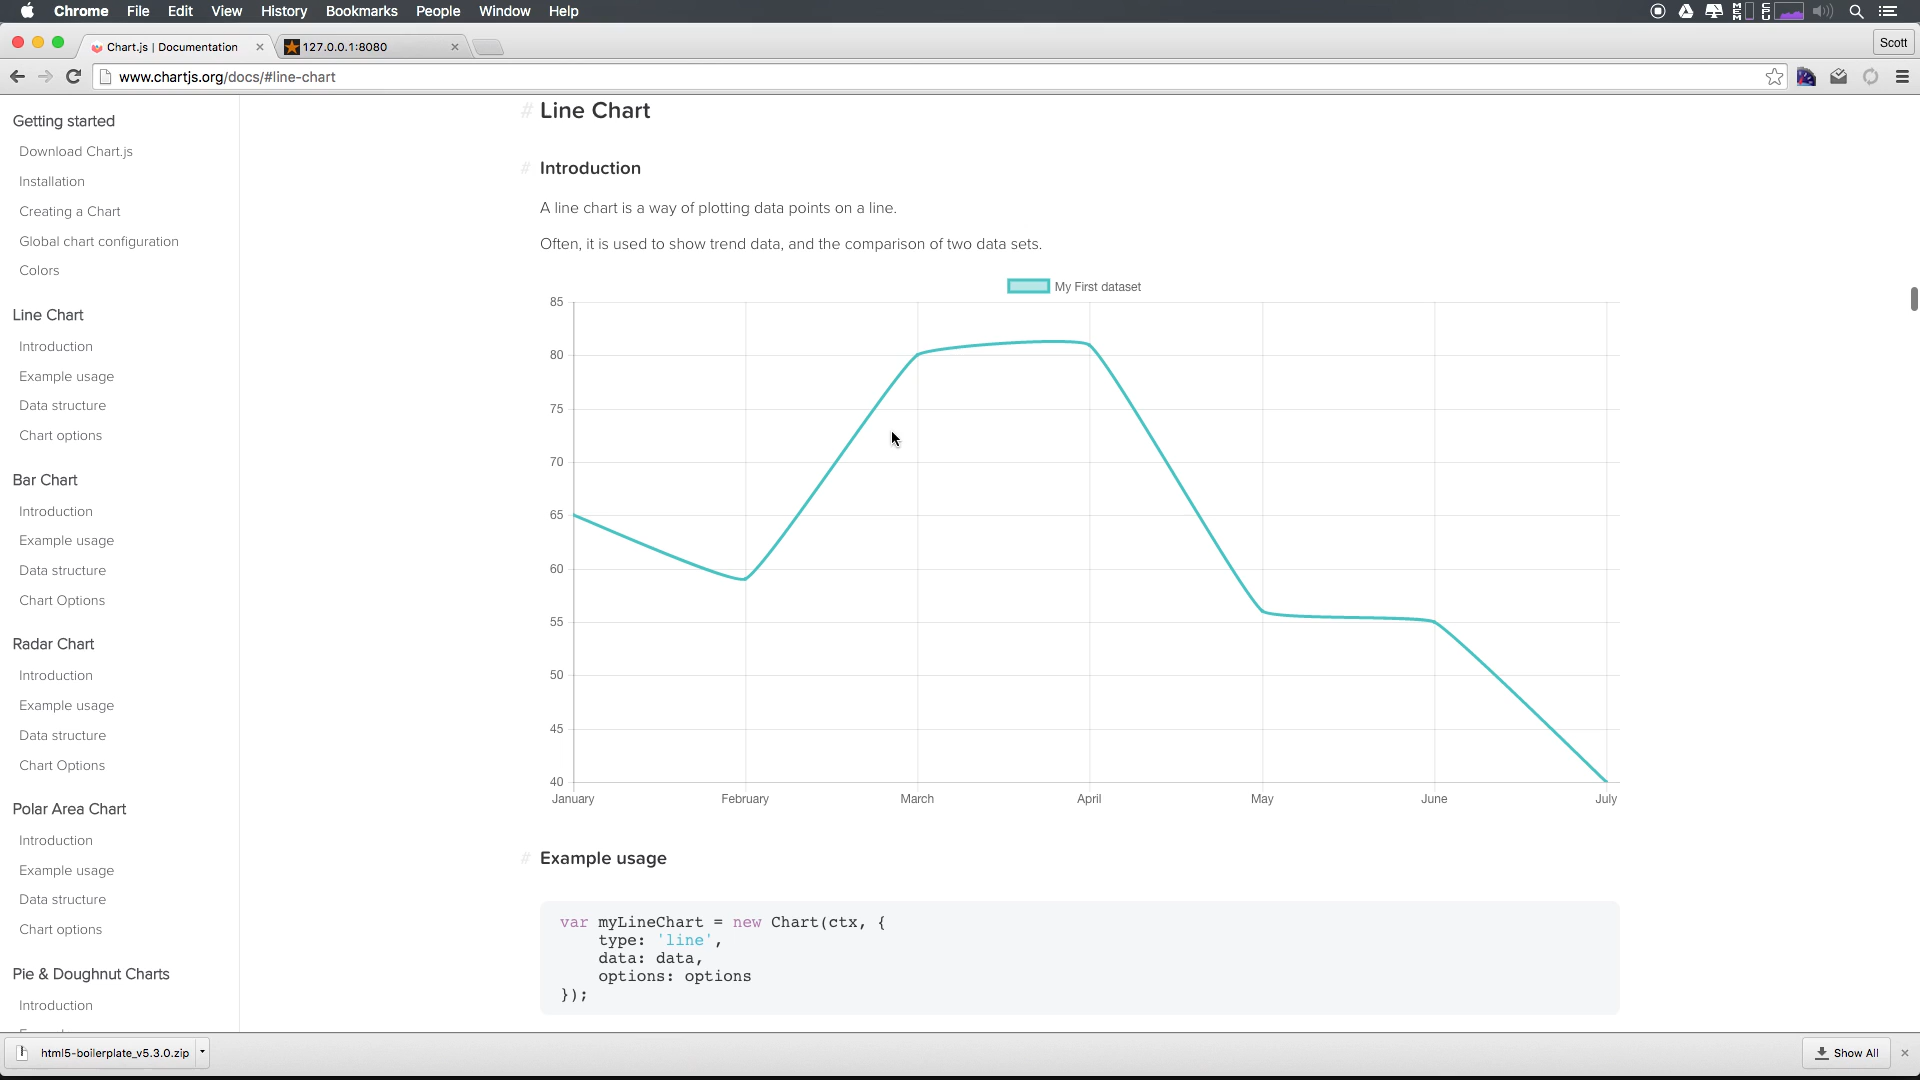 Chrome File Edit View History Bookmarks People Window Help
Chart.js | Documentation
127.0.0.1:8080
Scott
www.chartjs.org/docs/#line-chart
Getting started
Download Chart.js
Installation
Creating a Chart
Global chart configuration
Colors
Line Chart
Introduction
Example usage
Data structure
Chart options
Bar Chart
Introduction
Example usage
Data structure
Chart Options
Radar Chart
Introduction
Example usage
Data structure
Chart Options
Polar Area Chart
Introduction
Example usage
Data structure
Chart options
Pie & Doughnut Charts
Introduction
# Line Chart
# Introduction
A line chart is a way of plotting data points on a line.
Often, it is used to show trend data, and the comparison of two data sets.
My First dataset
85
80
75
70
65
60
55
50
45
40
January February March April May June July
# Example usage
var myLineChart = new Chart(ctx, {
type: 'line',
data: data,
options: options
});
html5-boilerplate_v5.3.0.zip
Show All